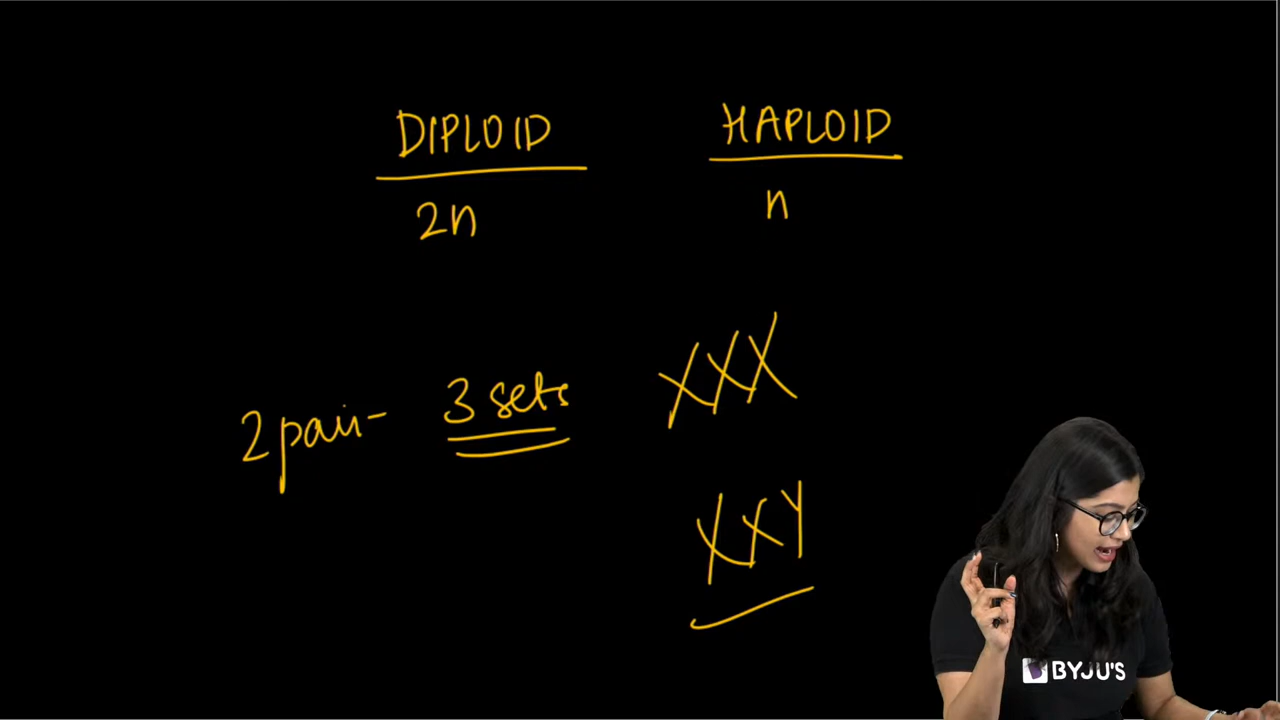 DIPLOID HAPLOID
2n n
2 pair - 3 sets XXX
XXY
BYJU'S